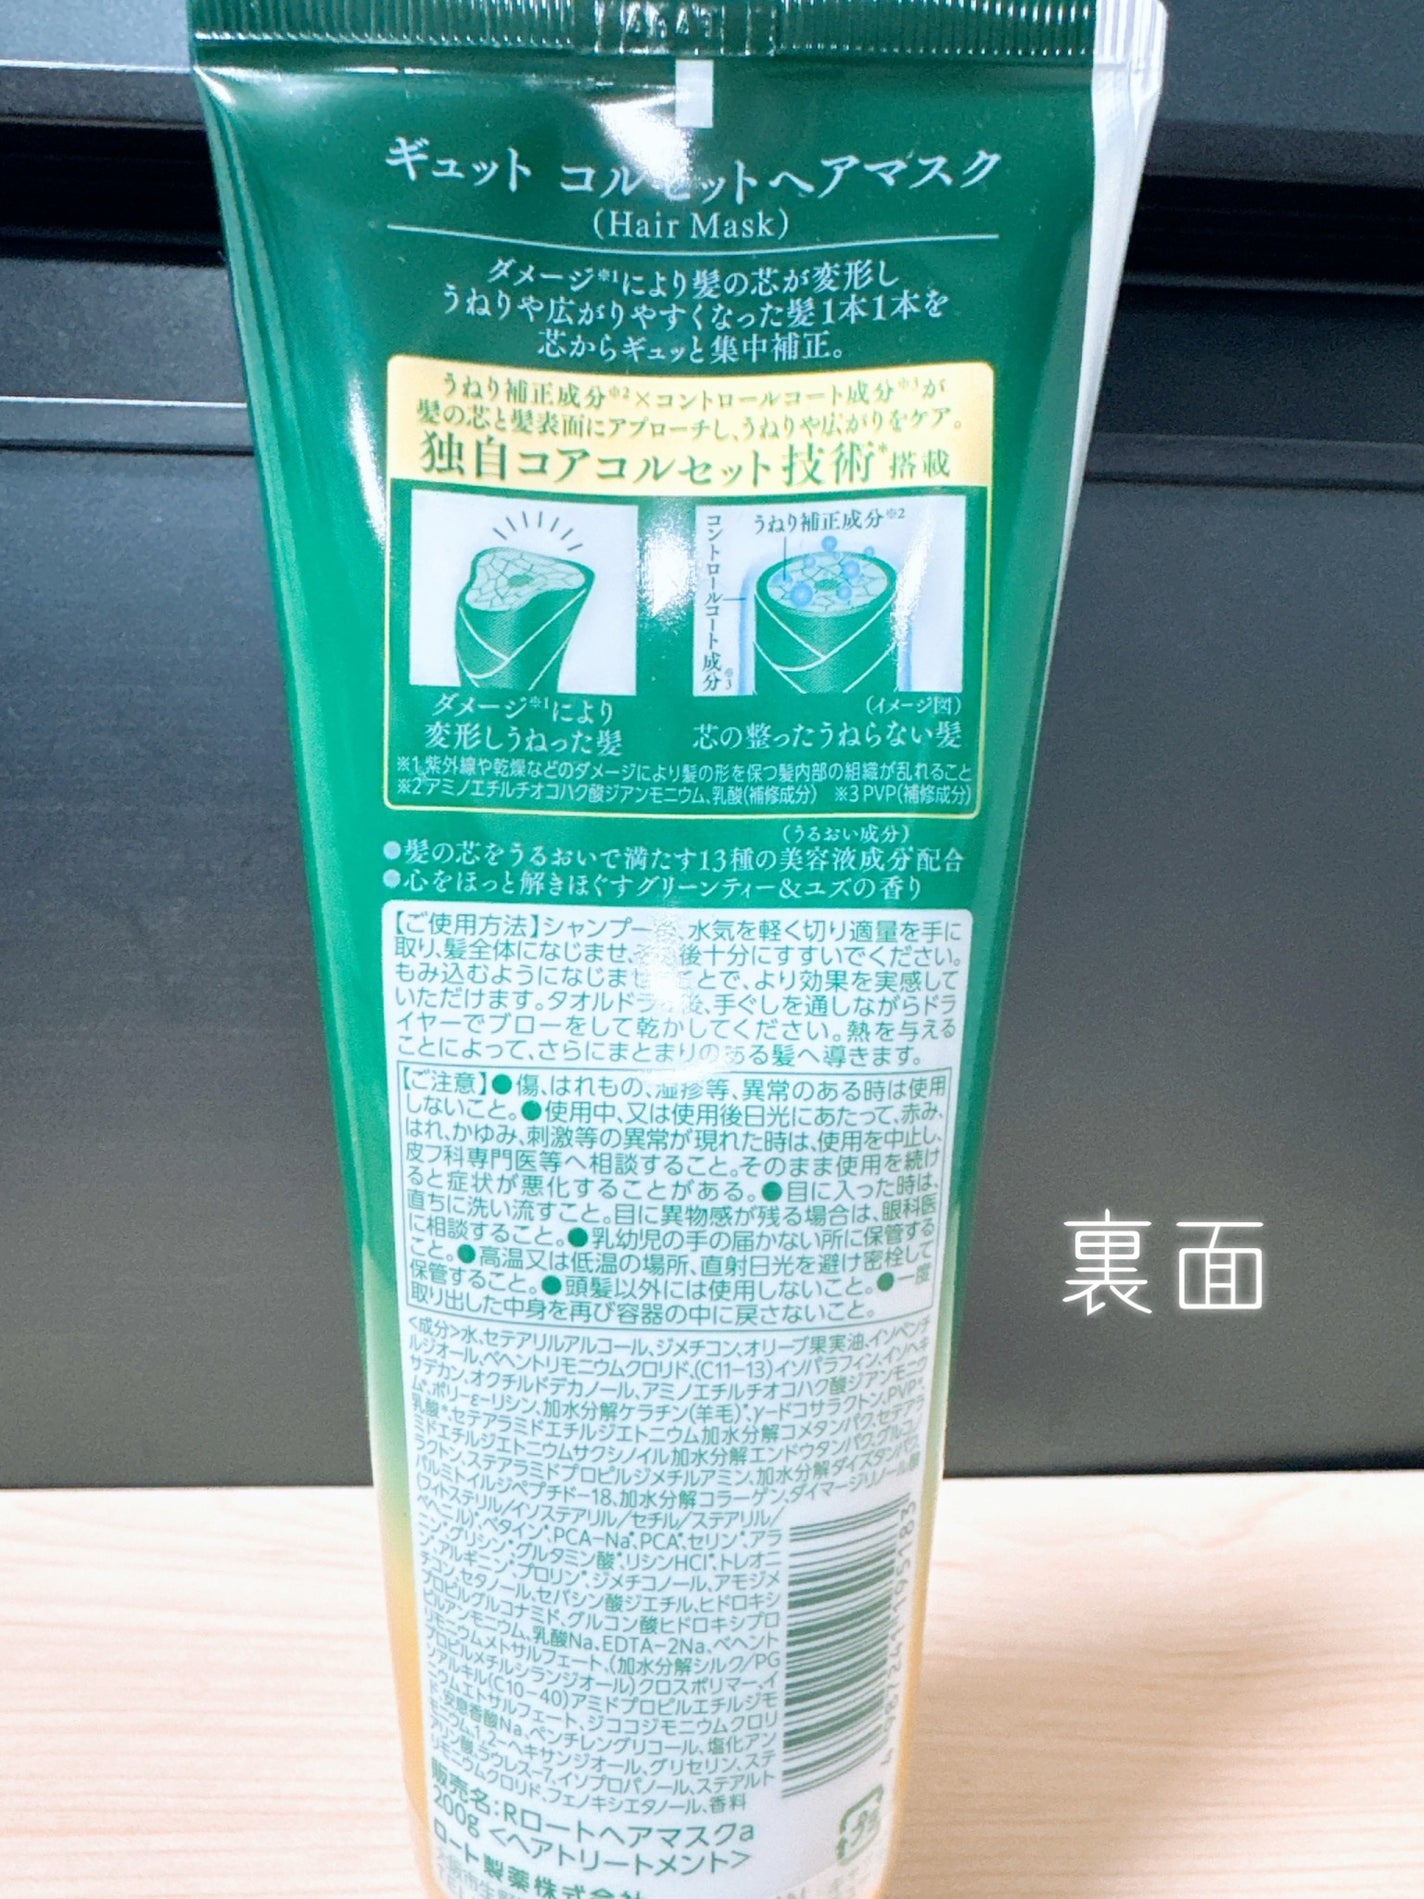 ギュット コルセットヘアマスク
(Hair Mask)
ダメージ※1により髪の芯が変形し
うねりや広がりやすくなった髪1本1本を
芯からギュッと集中補正。
うねり補正成分※2×コントロールコート成分※3が
髪の芯と髪表面にアプローチし、うねりや広がりをケア。
独自コアコルセット技術*搭載
コントロールコート成分※3
うねり補正成分※2
(イメージ図)
ダメージ※1により
変形しうねった髪
芯の整ったうねらない髪
※1 紫外線や乾燥などのダメージにより髪の形を保つ髪内部の組織が乱れること
※2 アミノエチルチオコハク酸ジアンモニウム、乳酸(補修成分) ※3 PVP(補修成分)
(うるおい成分)
●髪の芯をうるおいで満たす13種の美容液成分配合
●心をほっと解きほぐすグリーンティー&ユズの香り
【ご使用方法】シャンプー 、水気を軽く切り適量を手に
取り、髪全体になじませ、 後十分にすすいでください。
もみ込むようになじませ ことで、より効果を実感して
いただけます。タオルドラ 後、手ぐしを通しながらドラ
イヤーでブローをして乾かしてください。熱を与える
ことによって、さらにまとまりのある髪へ導きます。
【ご注意】●傷、はれもの、湿疹等、異常のある時は使用
しないこと。●使用中、又は使用後日光にあたって、赤み、
はれ、かゆみ、刺激等の異常が現れた時は、使用を中止し、
皮フ科専門医等へ相談すること。そのまま使用を続け
ると症状が悪化することがある。●目に入った時は、
直ちに洗い流すこと。目に異物感が残る場合は、眼科医
に相談すること。●乳幼児の手の届かない所に保管する
こと。●高温又は低温の場所、直射日光を避け密栓して
保管すること。●頭髪以外には使用しないこと。●一度
取り出した中身を再び容器の中に戻さないこと。
<成分>水、セテアリルアルコール、ジメチコン、オリーブ果実油、イソペンチ
ルジオール、ベヘントリモニウムクロリド、(C11-13)イソパラフィン、イソヘキ
サデカン、オクチルドデカノール、アミノエチルチオコハク酸ジアンモニウ
ム*、ポリ-ε-リシン、加水分解ケラチン(羊毛)*、γ-ドコサラクトン、PVP*、
乳酸*、セテアラミドエチルジエトニウム加水分解コメタンパク、セテアラ
ミドエチルジエトニウムサクシノイル加水分解エンドウタンパク、グルコノ
ラクトン、ステアラミドプロピルジメチルアミン、加水分解ダイズタンパク、
パルミトイルジペプチド-18、加水分解コラーゲン、ダイマージリノール酸
(フィトステリル/イソステアリル/セチル/ステアリル/
ベヘニル)*、ベタイン*、PCA-Na*、PCA*、セリン*、アラ
ニン*、グリシン*、グルタミン酸*、リシンHCl*、トレオニ
ン*、アルギニン*、プロリン*、ジメチコノール、アモジメ
チコン、セタノール、セバシン酸ジエチル、ヒドロキシ
プロピルグルコナミド、グルコン酸ヒドロキシプロ
ピルアンモニウム、乳酸Na、EDTA-2Na、ベヘント
リモニウムメトサルフェート、(加水分解シルク/PG
プロピルメチルシランジオール)クロスポリマー、イ
ソアルキル(C10-40)アミドプロピルエチルジモ
ニウムエトサルフェート、ジココジモニウムクロリ
ド、安息香酸Na、ペンチレングリコール、塩化アン
モニウム、1,2-ヘキサンジオール、グリセリン、ステ
アリン酸、ラウレス-7、イソプロパノール、ステアルト
リモニウムクロリド、フェノキシエタノール、香料
販売名:Rロートヘアマスクa
200g <ヘアトリートメント>
ロート製薬株式会社
裏面